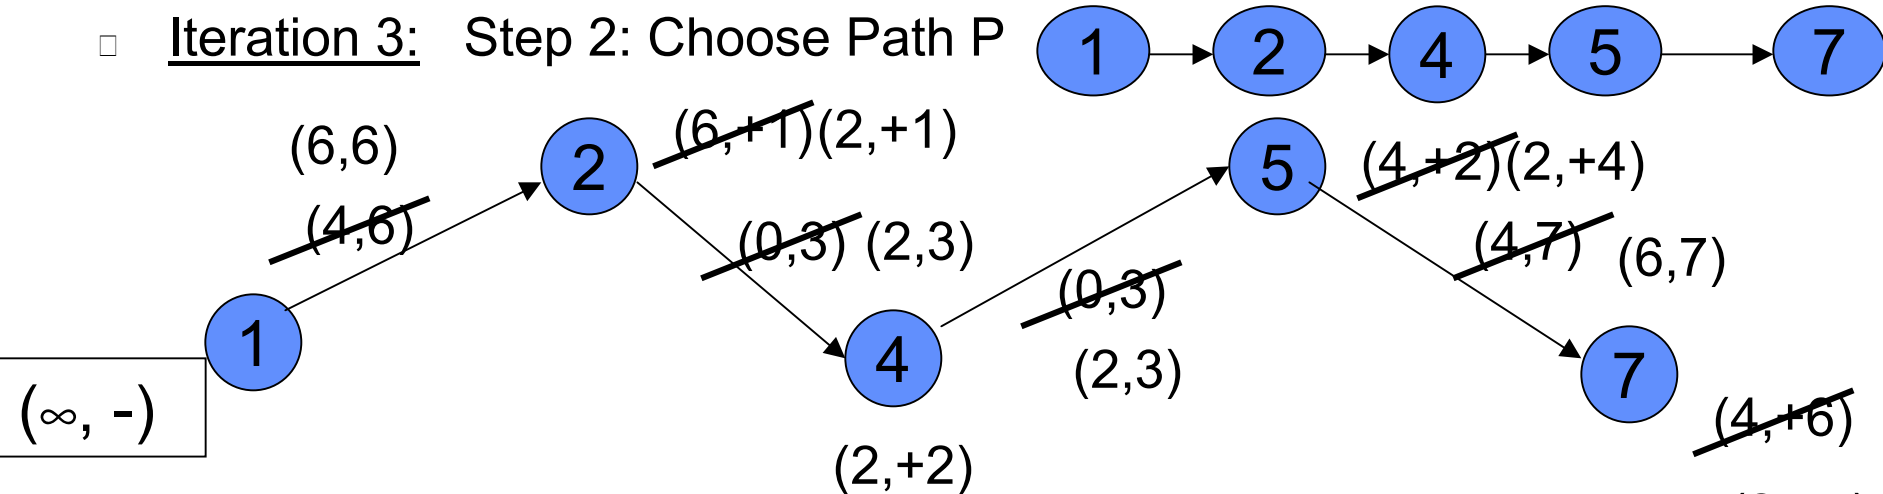 Iteration 3: Step 2: Choose Path P 1 2 4 5 7
(6,6) 2 (6,+1)(2,+1) 5 (4,+2)(2,+4)
(4,6) (0,3) (2,3) (4,7) (6,7)
(0,3)
1 4 (2,3) 7
(∞, -) (4,+6)
(2,+2)